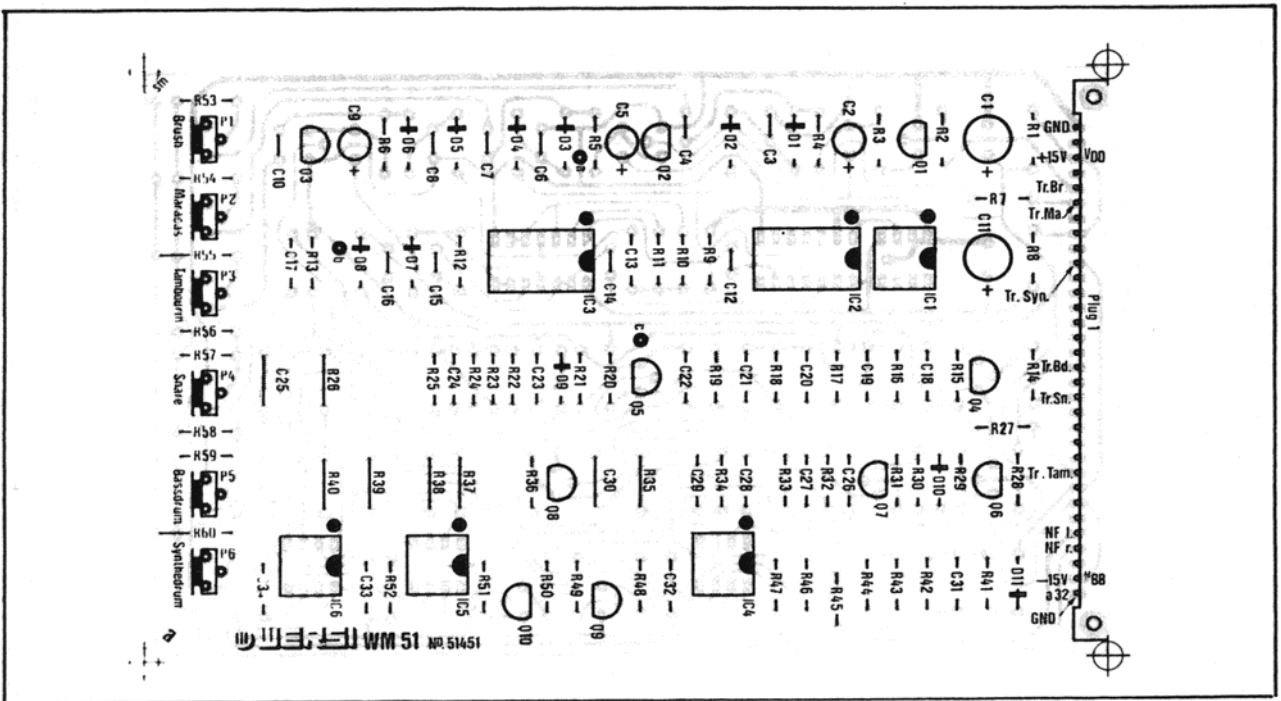 sm
R53
P1
Brush
C10
Q3
C9
R6
D6
C8
D5
C7
D4
C6
D3
R5
a
C5
Q2
C4
D2
C3
D1
R4
C2
R3
Q1
R2
C1
R1
GND
+15V
VDD
Tr.Br
Tr.Ma.
R7
R54
P2
Maracas
R55
P3
Tambourin
C17
R13
b
D8
C16
D7
C15
R12
IC3
C14
C13
R11
R10
R9
C12
IC2
IC1
C11
R8
Tr. Syn.
Plug 1
R56
R57
P4
Snare
C25
R26
R25
C24
R24
R23
R22
C23
D9
R21
R20
c
Q5
C22
R19
C21
R18
C20
R17
C19
R16
C18
R15
Q4
R14
Tr.Bd.
Tr.Sn.
R27
R58
R59
P5
Bassdrum
R40
R39
R38
R37
R36
Q8
C30
R35
C29
R34
C28
R33
C27
R32
C26
Q7
R31
R30
D10
R29
Q6
R28
Tr. Tam.
R60
P6
Synthedrum
IC6
C33
R52
IC5
R51
Q10
R50
R49
Q9
R48
C32
IC4
R47
R46
R45
R44
R43
R42
C31
R41
D11
NF l.
NF r.
—15V
a 32
GND
WM 51 No. 51451